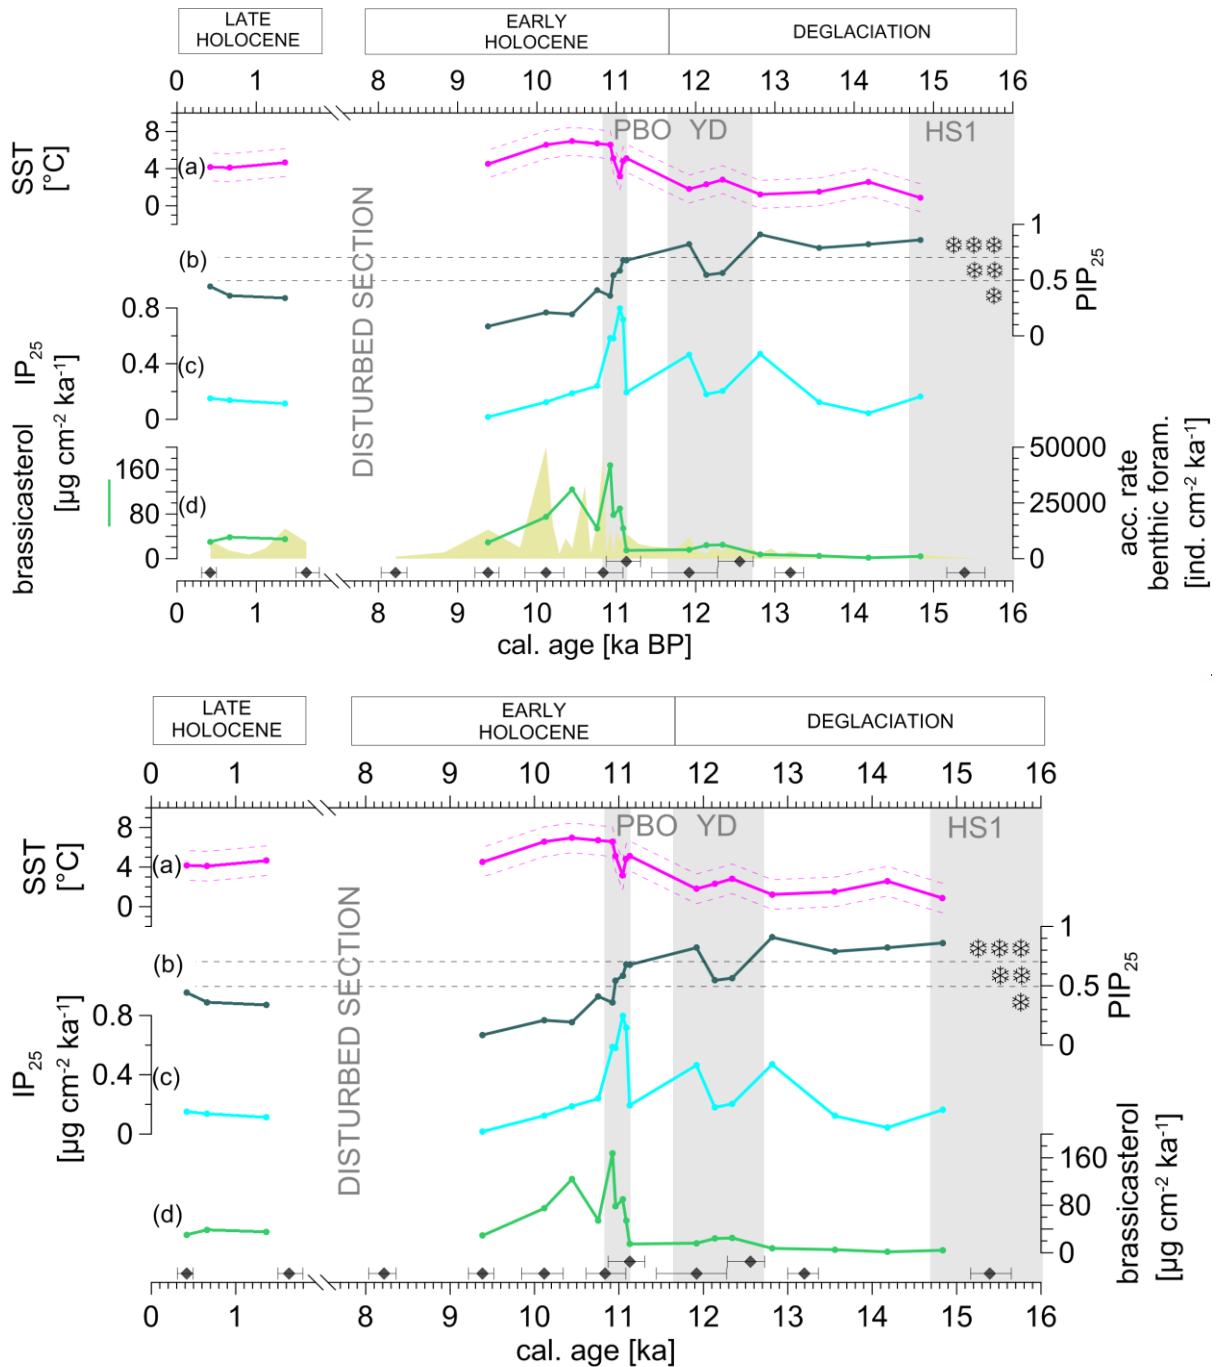 LATE
HOLOCENE
EARLY
HOLOCENE
DEGLACIATION
0 1 8 9 10 11 12 13 14 15 16
PBO YD HS1
SST
[°C]
8
4
0
(a)
DISTURBED SECTION
(b)
1
0.5
0
PIP25
IP25
[µg cm-2 ka-1]
0.8
0.4
0
(c)
brassicasterol
160
80
0
(d)
50000
25000
0
acc. rate
benthic foram.
[ind. cm-2 ka-1]
0 1 8 9 10 11 12 13 14 15 16
cal. age [ka BP]
LATE
HOLOCENE
EARLY
HOLOCENE
DEGLACIATION
0 1 8 9 10 11 12 13 14 15 16
PBO YD HS1
SST
[°C]
8
4
0
(a)
DISTURBED SECTION
(b)
1
0.5
0
PIP25
IP25
[µg cm-2 ka-1]
0.8
0.4
0
(c)
(d)
160
80
0
brassicasterol
[µg cm-2 ka-1]
0 1 8 9 10 11 12 13 14 15 16
cal. age [ka]